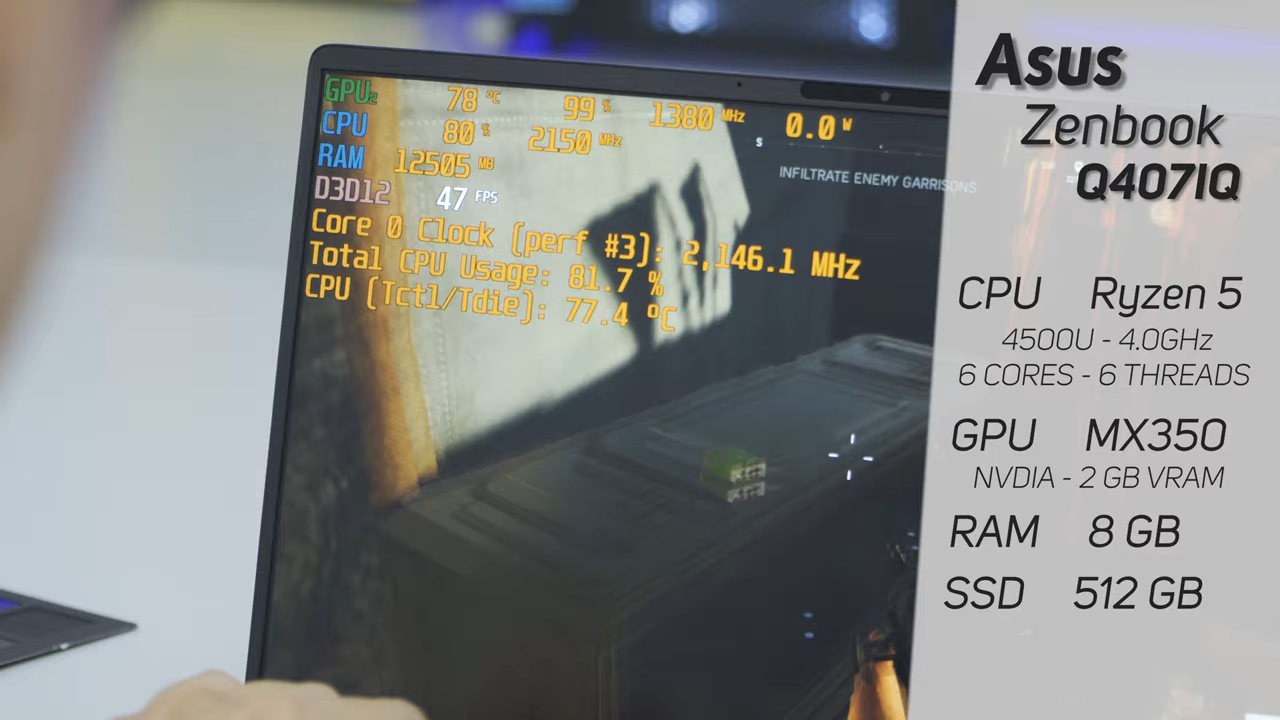 GPU2 78 °C 99 % 1380 MHz 0.0 W
CPU 80 % 2150 MHz
RAM 12505 MB
D3D12 47 FPS
Core 0 Clock (perf #3): 2,146.1 MHz
Total CPU Usage: 81.7 %
CPU (Tctl/Tdie): 77.4 ºC
S
INFILTRATE ENEMY GARRISONS
Asus
Zenbook
Q407IQ
CPU Ryzen 5
4500U - 4.0GHz
6 CORES - 6 THREADS
GPU MX350
NVDIA - 2 GB VRAM
RAM 8 GB
SSD 512 GB